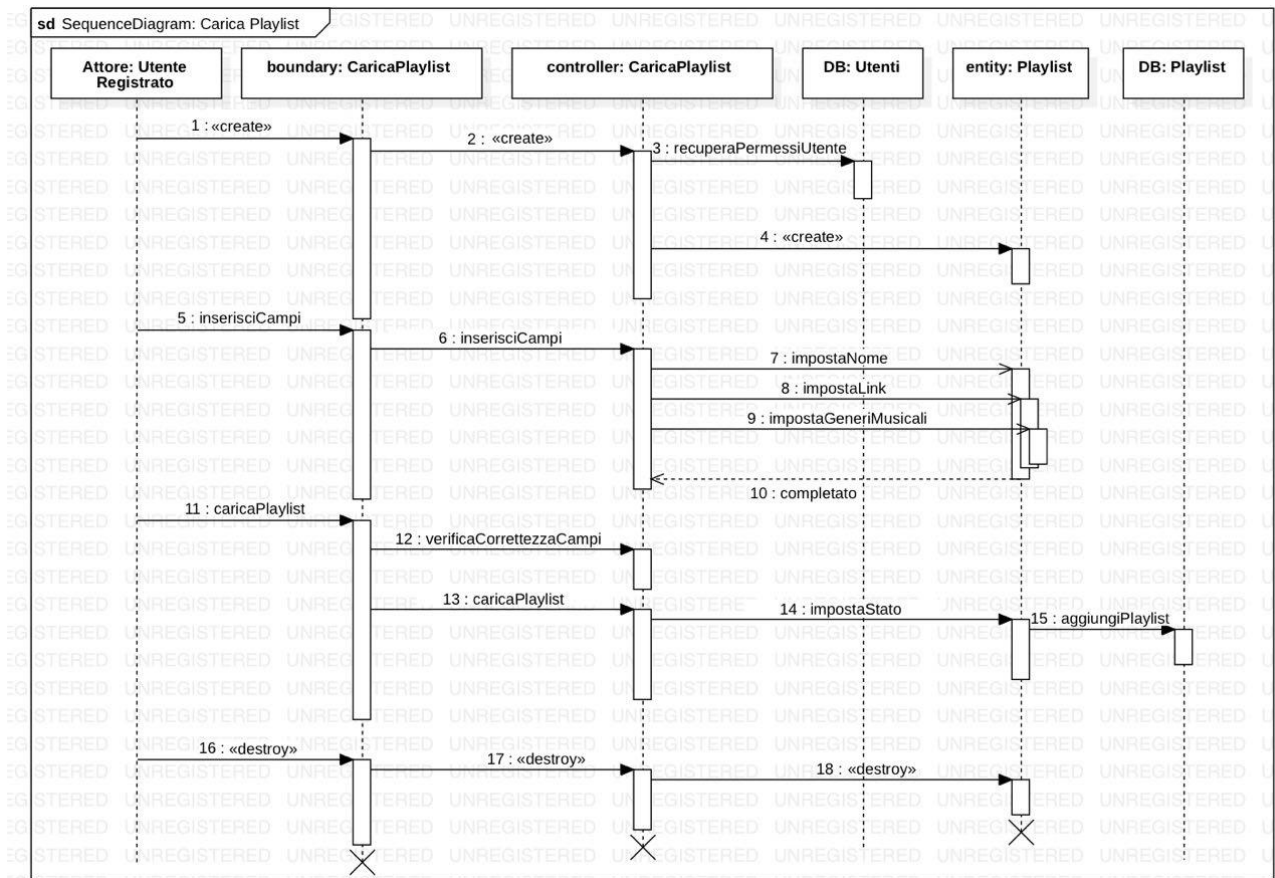 sd SequenceDiagram: Carica Playlist
Attore: Utente
Registrato
boundary: CaricaPlaylist
controller: CaricaPlaylist
DB: Utenti
entity: Playlist
DB: Playlist
1 : «create»
2 : «create»
3 : recuperaPermessiUtente
4 : «create»
5 : inserisciCampi
6 : inserisciCampi
7 : impostaNome
8 : impostaLink
9 : impostaGeneriMusicali
10 : completato
11 : caricaPlaylist
12 : verificaCorrettezzaCampi
13 : caricaPlaylist
14 : impostaStato
15 : aggiungiPlaylist
16 : «destroy»
17 : «destroy»
18 : «destroy»
UNREGISTERED